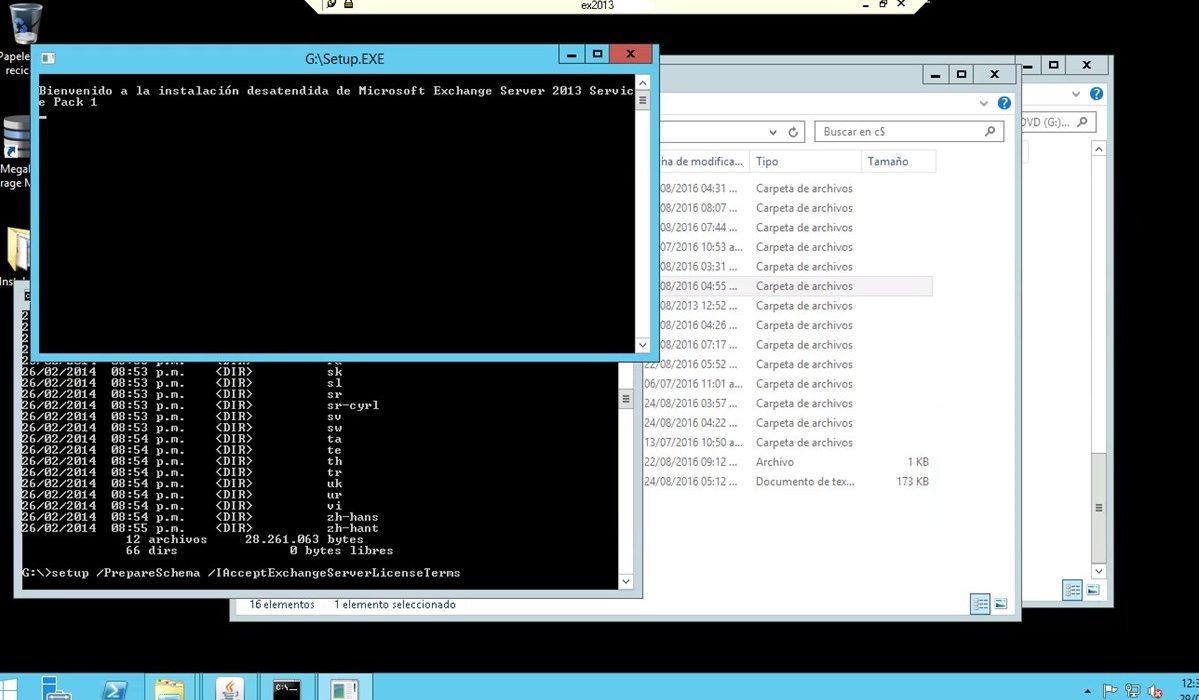 ex2013
Papele
recic
Mega
rage M
Inst
G:\Setup.EXE
Bienvenido a la instalación desatendida de Microsoft Exchange Server 2013 Servic
e Pack 1
26/02/2014 08:53 p.m. <DIR> sk
26/02/2014 08:53 p.m. <DIR> sl
26/02/2014 08:53 p.m. <DIR> sr
26/02/2014 08:53 p.m. <DIR> sr-cyrl
26/02/2014 08:53 p.m. <DIR> sv
26/02/2014 08:53 p.m. <DIR> sw
26/02/2014 08:54 p.m. <DIR> ta
26/02/2014 08:54 p.m. <DIR> te
26/02/2014 08:54 p.m. <DIR> th
26/02/2014 08:54 p.m. <DIR> tr
26/02/2014 08:54 p.m. <DIR> uk
26/02/2014 08:54 p.m. <DIR> ur
26/02/2014 08:54 p.m. <DIR> vi
26/02/2014 08:54 p.m. <DIR> zh-hans
26/02/2014 08:55 p.m. <DIR> zh-hant
12 archivos 28.261.063 bytes
66 dirs 0 bytes libres
G:\>setup /PrepareSchema /IAcceptExchangeServerLicenseTerms
Buscar en c$
DVD (G:)...
ha de modifica... Tipo Tamaño
08/2016 04:31 ... Carpeta de archivos
08/2016 08:07 ... Carpeta de archivos
08/2016 07:44 ... Carpeta de archivos
07/2016 10:53 a... Carpeta de archivos
08/2016 03:31 ... Carpeta de archivos
08/2016 04:55 ... Carpeta de archivos
08/2013 12:52 ... Carpeta de archivos
08/2016 04:26 ... Carpeta de archivos
08/2016 07:17 ... Carpeta de archivos
22/08/2016 05:52 ... Carpeta de archivos
06/07/2016 11:01 a... Carpeta de archivos
24/08/2016 03:57 ... Carpeta de archivos
24/08/2016 04:22 ... Carpeta de archivos
13/07/2016 10:50 a... Carpeta de archivos
22/08/2016 09:12 ... Archivo 1 KB
24/08/2016 05:12 ... Documento de tex... 173 KB
16 elementos 1 elemento seleccionado